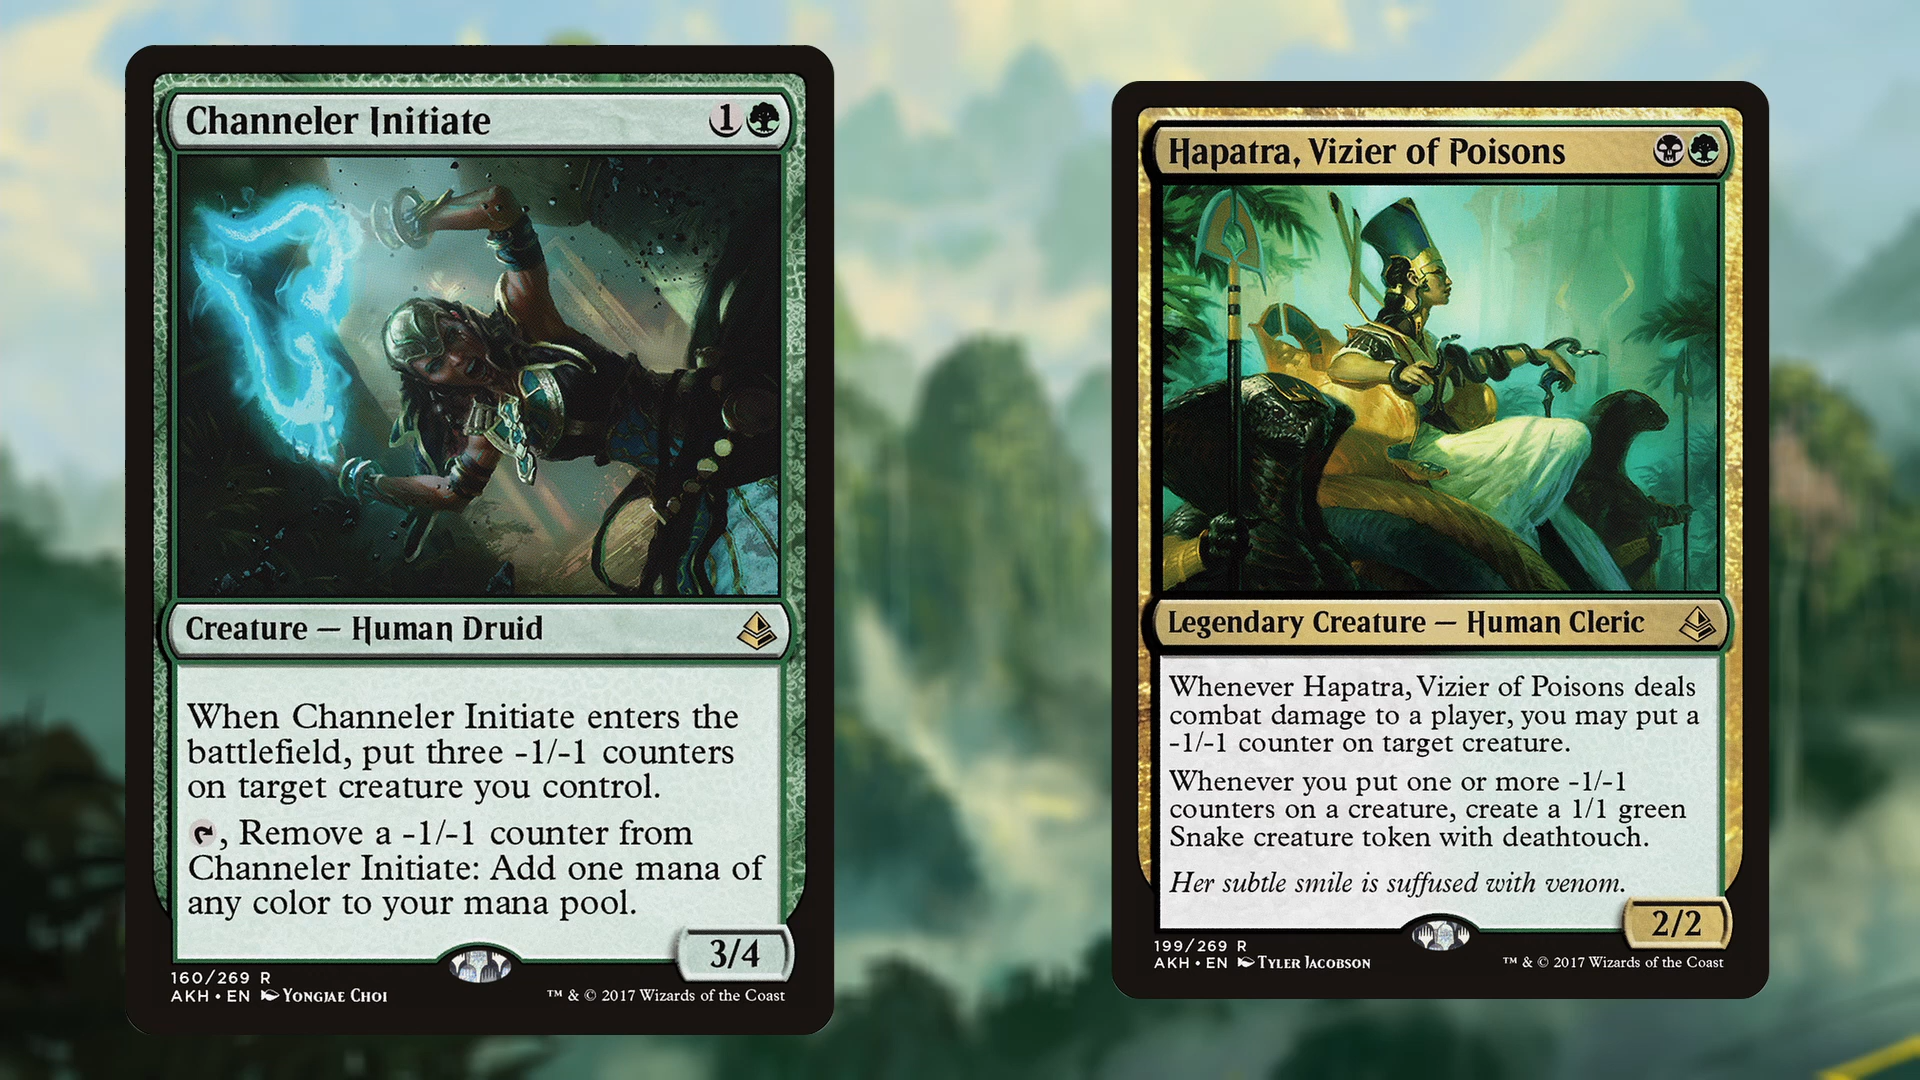 Channeler Initiate
1
Creature — Human Druid
When Channeler Initiate enters the
battlefield, put three -1/-1 counters
on target creature you control.
, Remove a -1/-1 counter from
Channeler Initiate: Add one mana of
any color to your mana pool.
3/4
160/269 R
AKH • EN Yongjae Choi
™ & © 2017 Wizards of the Coast
Hapatra, Vizier of Poisons
Legendary Creature — Human Cleric
Whenever Hapatra, Vizier of Poisons deals
combat damage to a player, you may put a
-1/-1 counter on target creature.
Whenever you put one or more -1/-1
counters on a creature, create a 1/1 green
Snake creature token with deathtouch.
Her subtle smile is suffused with venom.
2/2
199/269 R
AKH • EN Tyler Jacobson
™ & © 2017 Wizards of the Coast